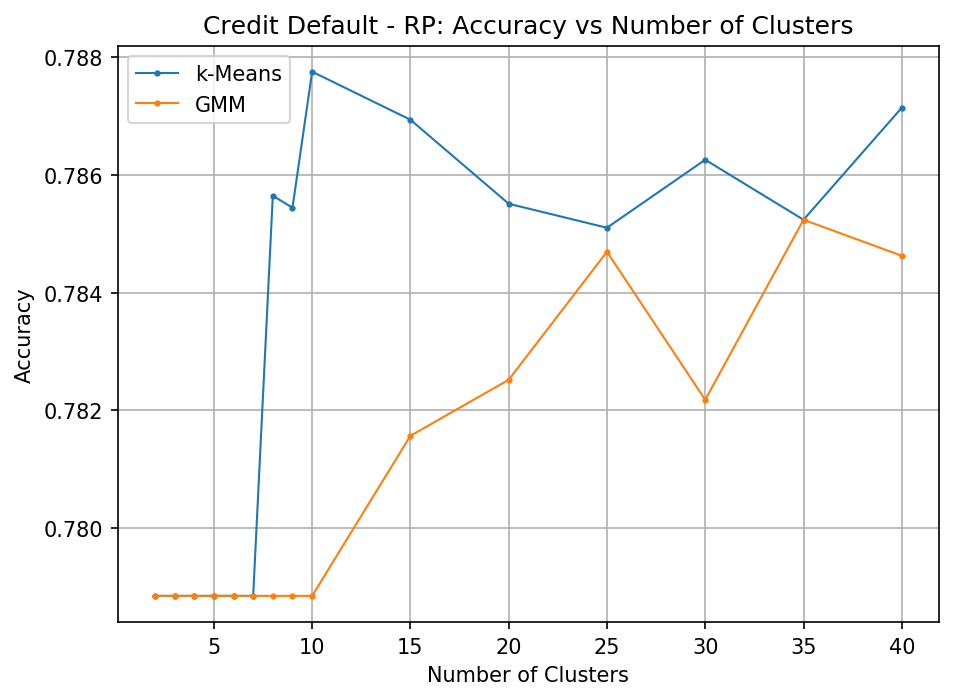 Credit Default - RP: Accuracy vs Number of Clusters
k-Means
GMM
Accuracy
0.788
0.786
0.784
0.782
0.780
5 10 15 20 25 30 35 40
Number of Clusters